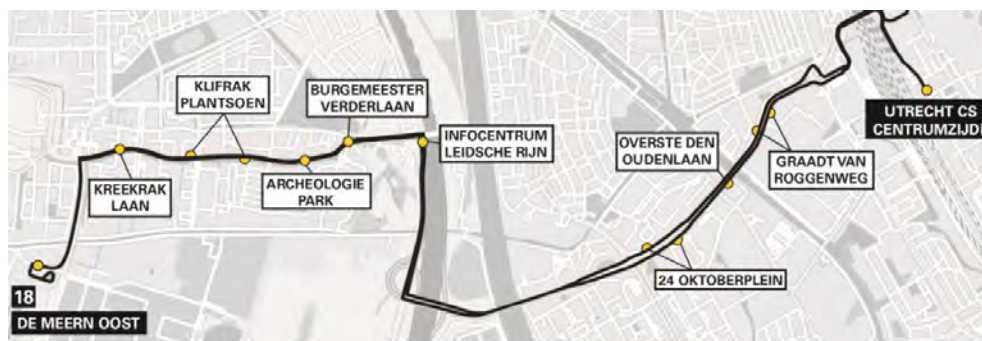 KLIFRAK
PLANTSOEN
BURGEMEESTER
VERDERLAAN
INFOCENTRUM
LEIDSCHE RIJN
KREEKRAK
LAAN
ARCHEOLOGIE
PARK
OVERSTE DEN
OUDENLAAN
GRAADT VAN
ROGGENWEG
UTRECHT CS
CENTRUMZIJDE
24 OKTOBERPLEIN
18
DE MEERN OOST